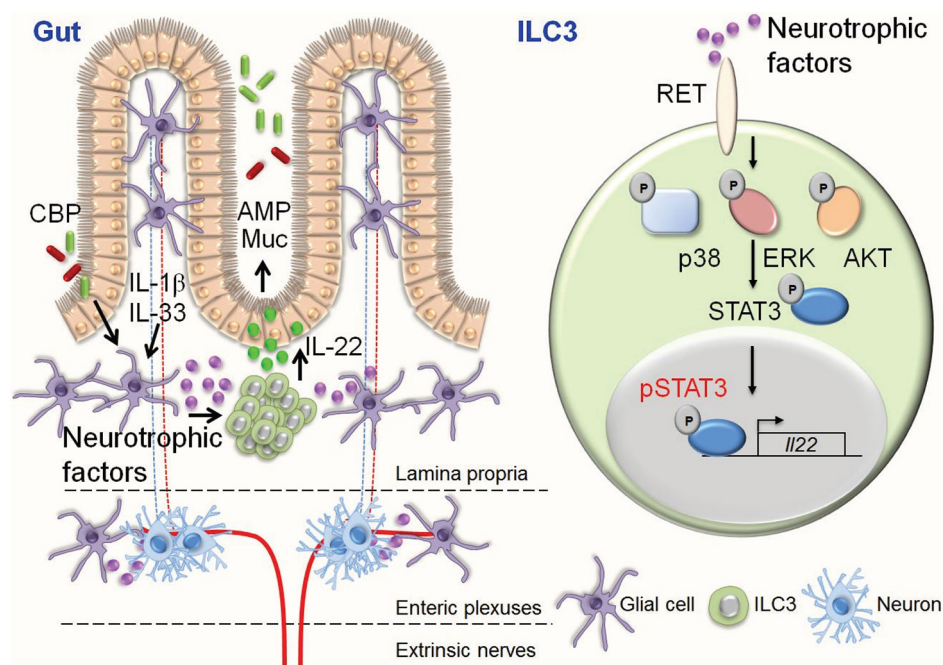 Gut
CBP
IL-1β
IL-33
AMP
Muc
IL-22
Neurotrophic
factors
Lamina propria
Enteric plexuses
Extrinsic nerves
ILC3
Neurotrophic
factors
RET
P
P
P
p38
ERK
AKT
P
STAT3
pSTAT3
P
Il22
Glial cell
ILC3
Neuron